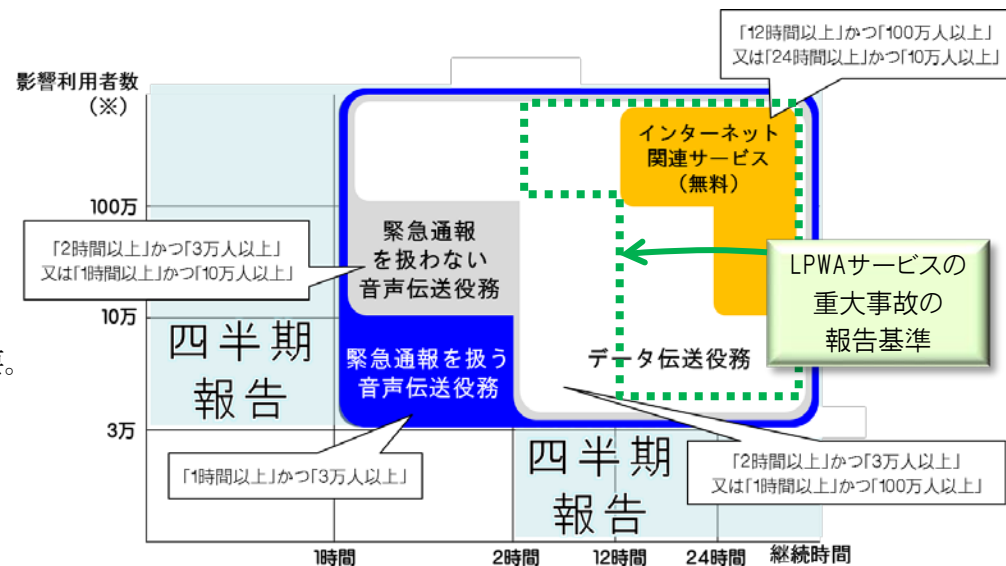 「12時間以上」かつ「100万人以上」
又は「24時間以上」かつ「10万人以上」
影響利用者数
（※）
インターネット
関連サービス
（無料）
100万
緊急通報
を扱わない
音声伝送役務
「2時間以上」かつ「3万人以上」
又は「1時間以上」かつ「10万人以上」
LPWAサービスの
重大事故の
報告基準
10万
四半期
報告
緊急通報を扱う
音声伝送役務
データ伝送役務
3万
「1時間以上」かつ「3万人以上」
四半期
報告
「2時間以上」かつ「3万人以上」
又は「1時間以上」かつ「100万人以上」
1時間
2時間
12時間
24時間
継続時間